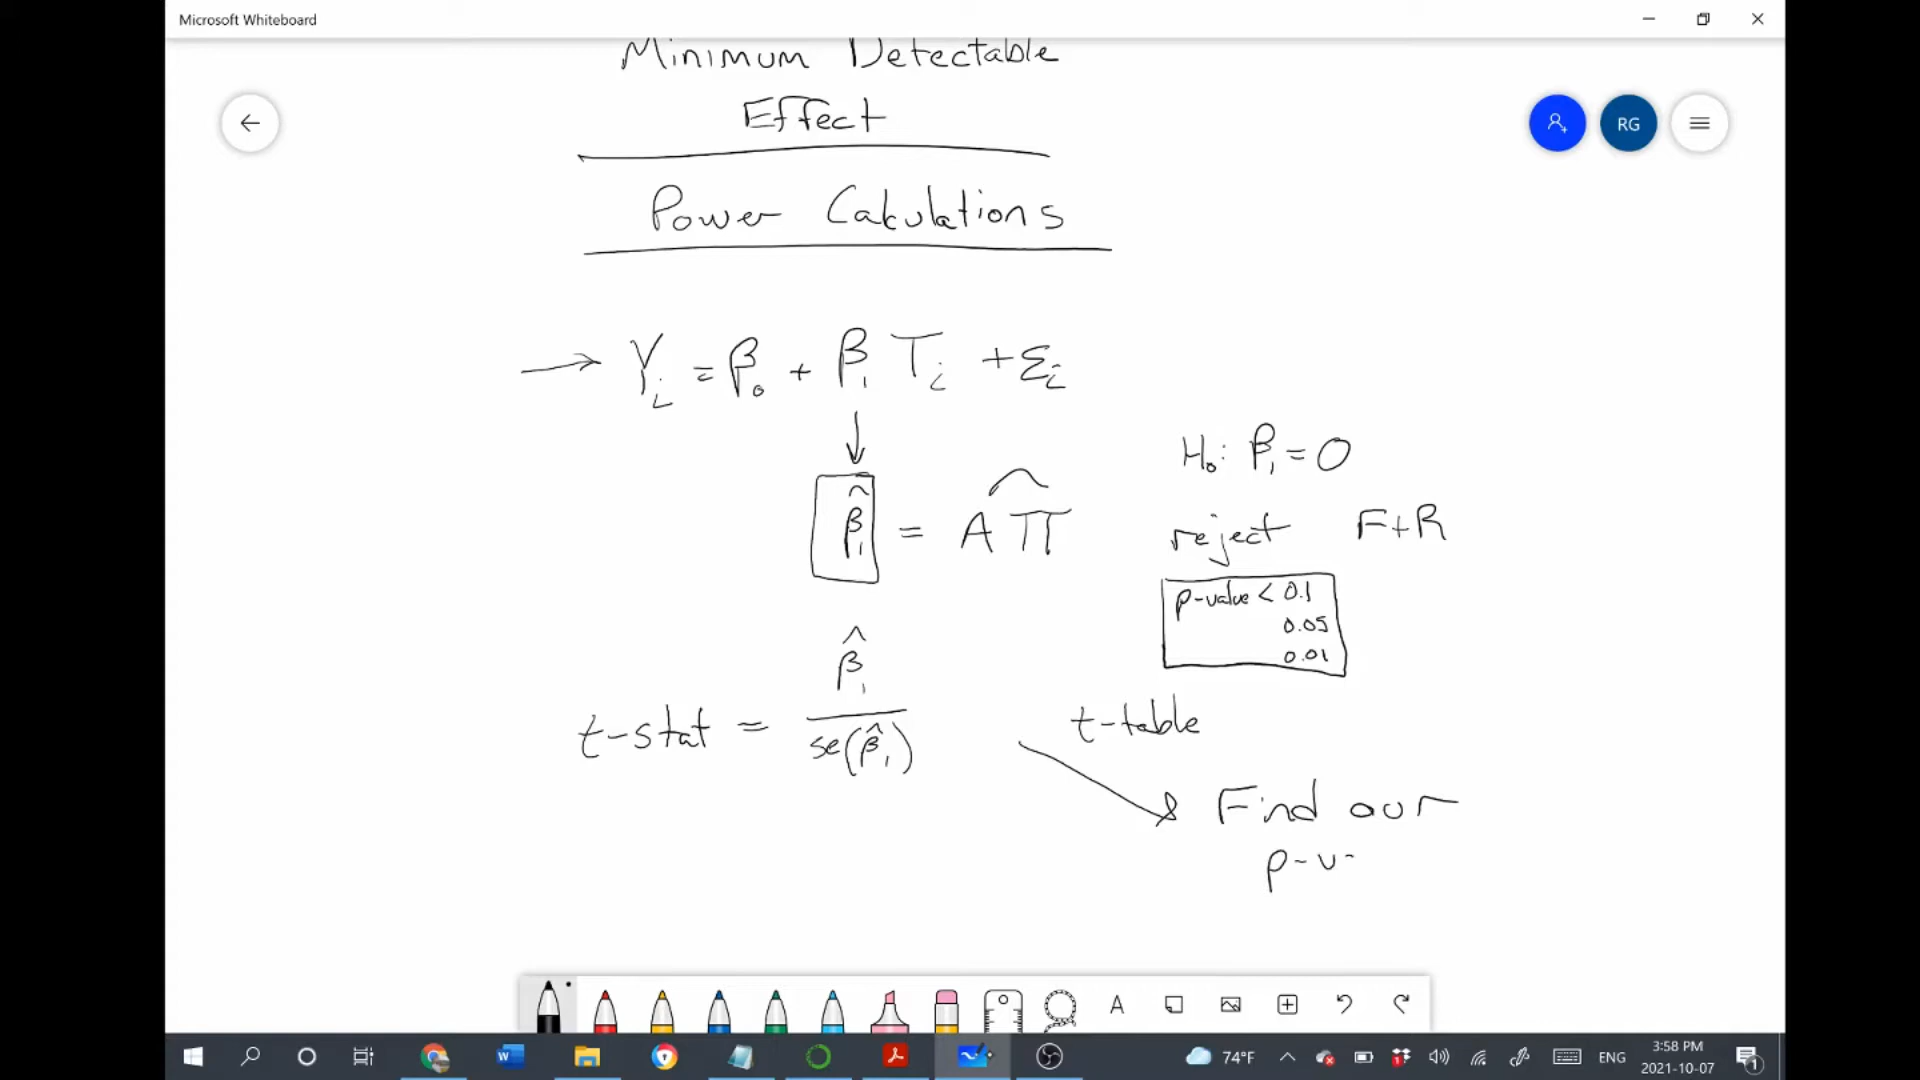 Microsoft Whiteboard
Minimum Detectable
Effect
RG
Power Calculations
Yᵢ = β₀ + β₁ Tᵢ + εᵢ
H₀: β₁ = 0
β̂₁ = A π̂
reject F+R
p-value < 0.1
0.05
0.01
t-stat = β̂₁ / se(β̂₁)
t-table
Find our
p-v-
A
74°F
ENG
3:58 PM
2021-10-07
1